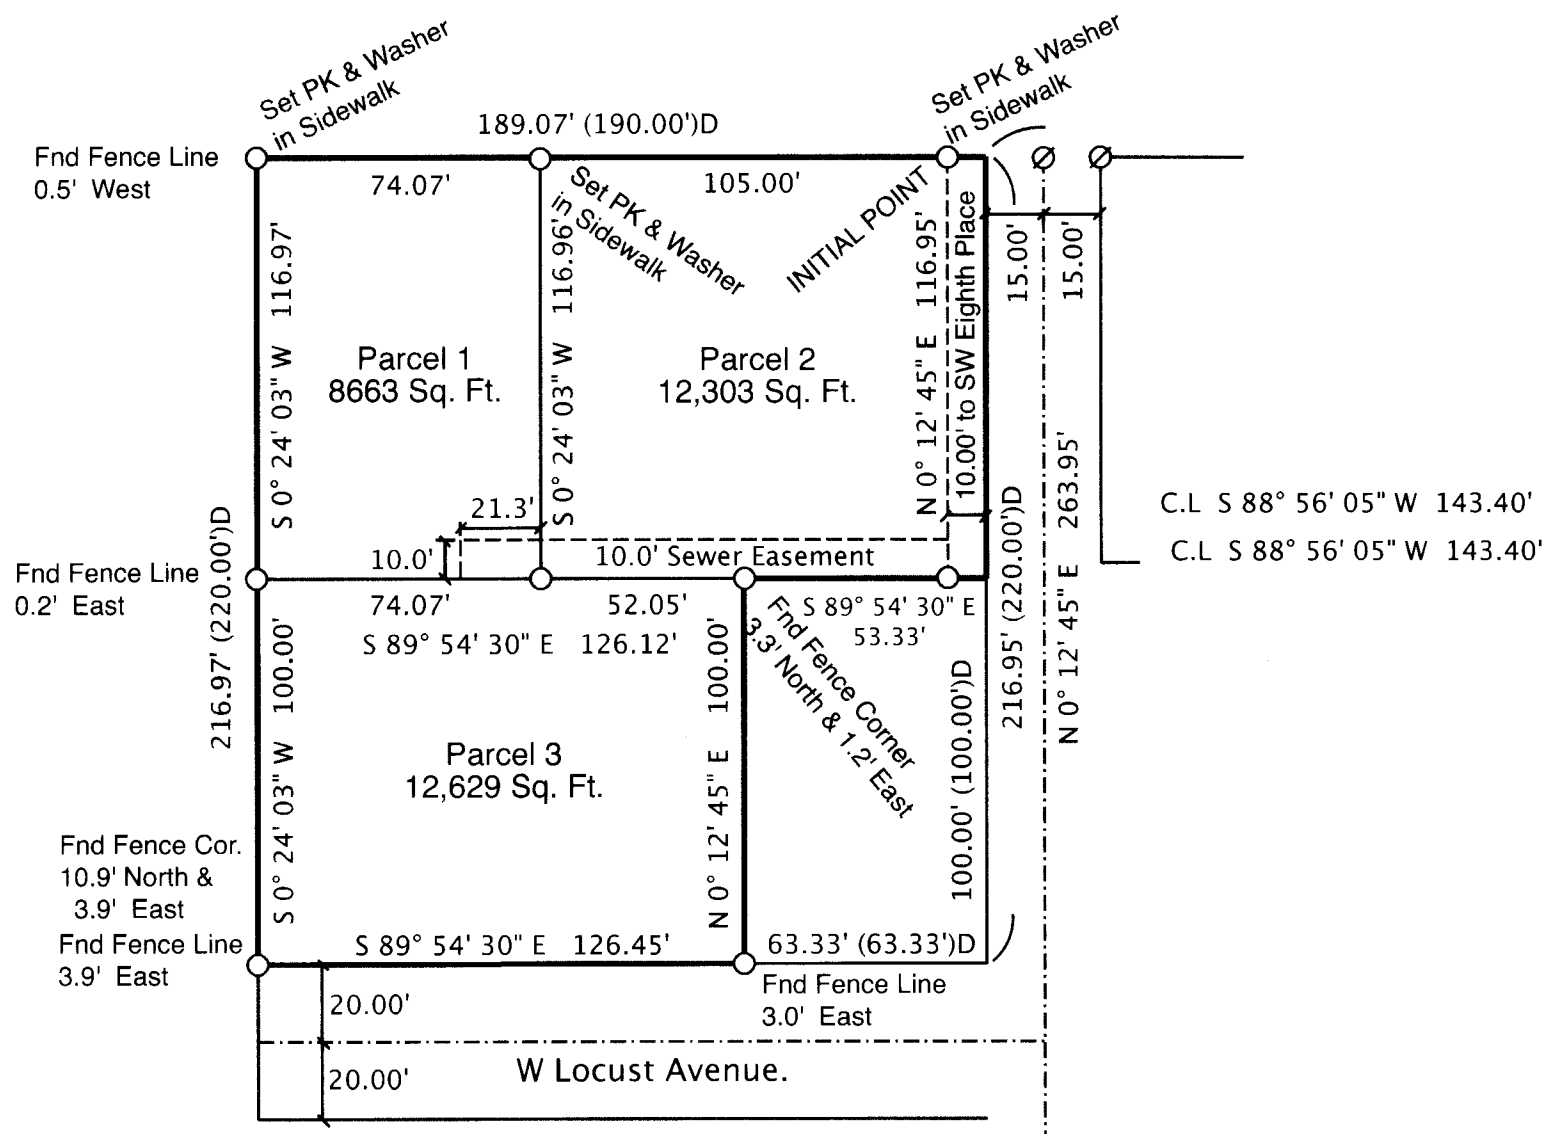 Set PK & Washer
in Sidewalk
Set PK & Washer
in Sidewalk
189.07' (190.00')D
Fnd Fence Line
0.5' West
74.07'
105.00'
Set PK & Washer
in Sidewalk
INITIAL POINT
S 0° 24' 03" W 116.97'
S 0° 24' 03" W 116.96'
N 0° 12' 45" E 116.95'
10.00' to SW Eighth Place
15.00'
15.00'
Parcel 1
8663 Sq. Ft.
Parcel 2
12,303 Sq. Ft.
C.L S 88° 56' 05" W 143.40'
C.L S 88° 56' 05" W 143.40'
21.3'
10.0'
10.0' Sewer Easement
Fnd Fence Line
0.2' East
216.97' (220.00')D
216.95' (220.00')D
N 0° 12' 45" E 263.95'
74.07'
52.05'
S 89° 54' 30" E 126.12'
S 89° 54' 30" E
53.33'
Fnd Fence Corner
3.3' North & 1.2' East
S 0° 24' 03" W 100.00'
N 0° 12' 45" E 100.00'
100.00' (100.00')D
Parcel 3
12,629 Sq. Ft.
Fnd Fence Cor.
10.9' North &
3.9' East
Fnd Fence Line
3.9' East
S 89° 54' 30" E 126.45'
63.33' (63.33')D
Fnd Fence Line
3.0' East
20.00'
20.00'
W Locust Avenue.